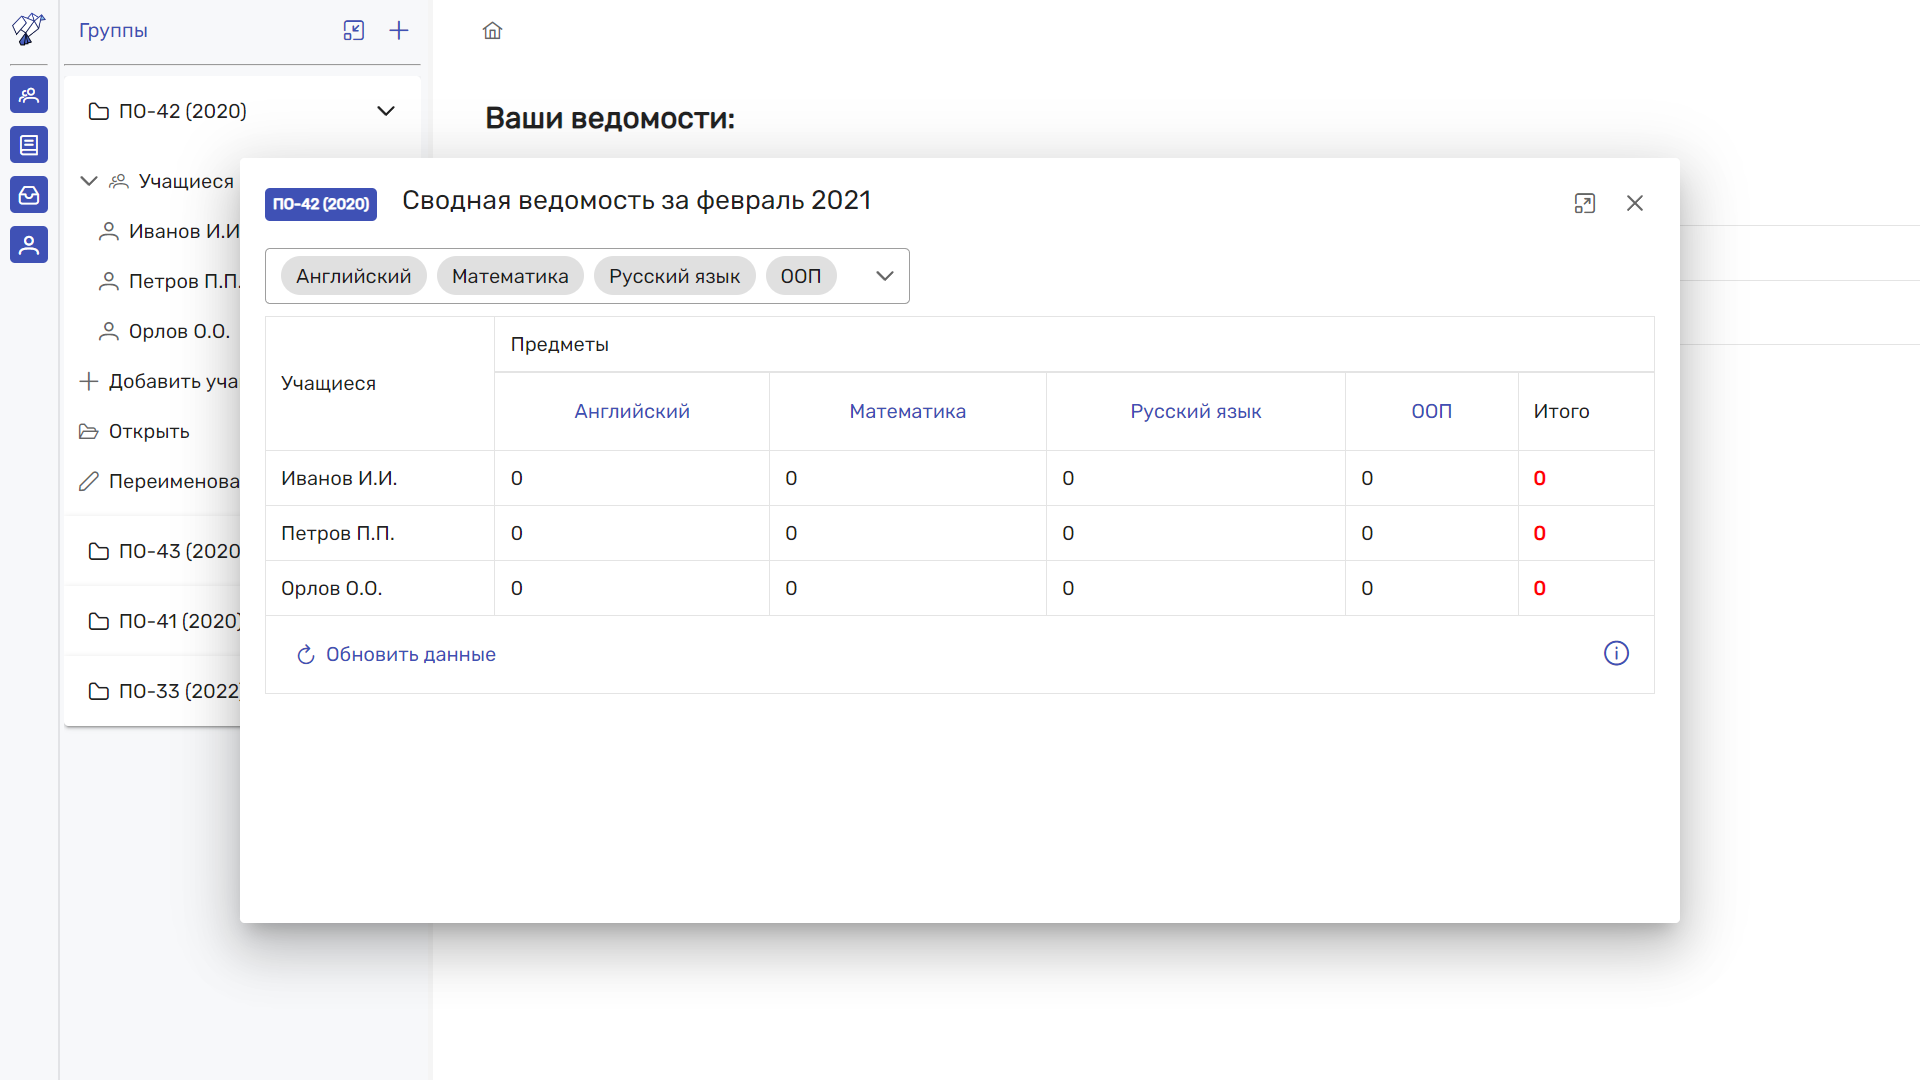 Группы
ПО-42 (2020)
Учащиеся
Иванов И.И
Петров П.П.
Орлов О.О.
Добавить уча
Открыть
Переименова
ПО-43 (2020
ПО-41 (2020)
ПО-33 (2022)
Ваши ведомости:
ПО-42 (2020) Сводная ведомость за февраль 2021
Английский Математика Русский язык ООП
Учащиеся Предметы
Английский Математика Русский язык ООП Итого
Иванов И.И. 0 0 0 0 0
Петров П.П. 0 0 0 0 0
Орлов О.О. 0 0 0 0 0
Обновить данные